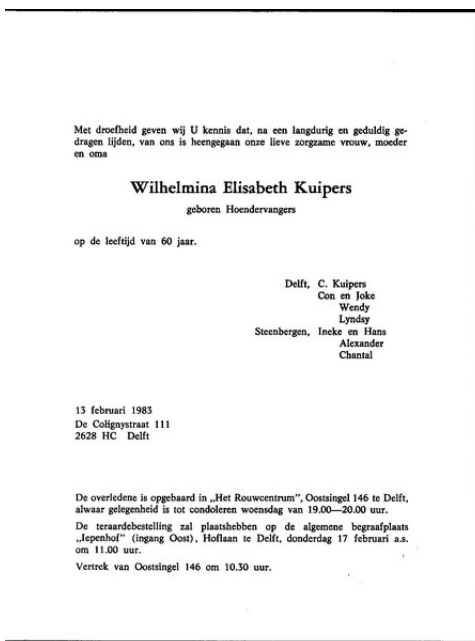 Met droefheid geven wij U kennis dat, na een langdurig en geduldig ge-
dragen lijden, van ons is heengegaan onze lieve zorgzame vrouw, moeder
en oma
Wilhelmina Elisabeth Kuipers
geboren Hoendervangers
op de leeftijd van 60 jaar.
Delft, C. Kuipers
Con en Joke
Wendy
Lyndsy
Steenbergen, Ineke en Hans
Alexander
Chantal
13 februari 1983
De Colignystraat 111
2628 HC Delft
De overledene is opgebaard in „Het Rouwcentrum”, Oostsingel 146 te Delft,
alwaar gelegenheid is tot condoleren woensdag van 19.00—20.00 uur.
De teraardebestelling zal plaatshebben op de algemene begraafplaats
„Iepenhof” (ingang Oost), Hoflaan te Delft, donderdag 17 februari a.s.
om 11.00 uur.
Vertrek van Oostsingel 146 om 10.30 uur.